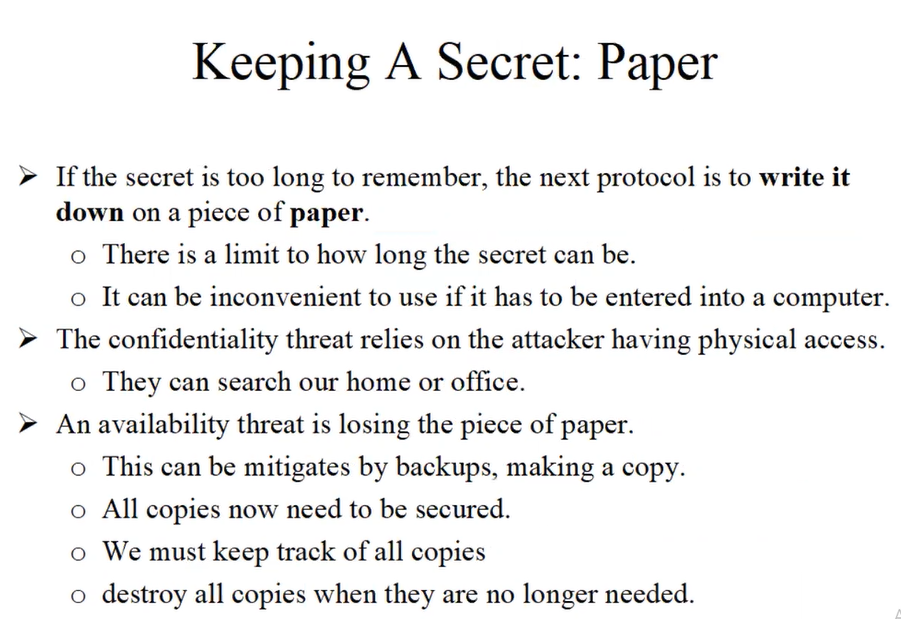 Keeping A Secret: Paper
➢ If the secret is too long to remember, the next protocol is to write it
down on a piece of paper.
o There is a limit to how long the secret can be.
o It can be inconvenient to use if it has to be entered into a computer.
➢ The confidentiality threat relies on the attacker having physical access.
o They can search our home or office.
➢ An availability threat is losing the piece of paper.
o This can be mitigates by backups, making a copy.
o All copies now need to be secured.
o We must keep track of all copies
o destroy all copies when they are no longer needed.